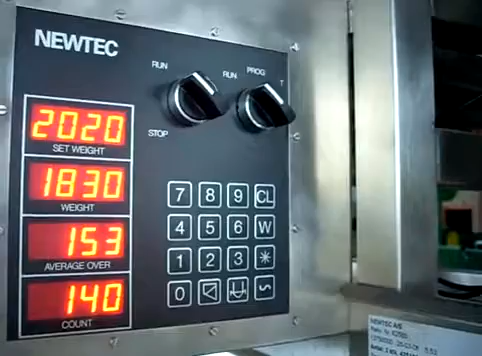 NEWTEC
RUN
RUN
PROG
T
STOP
2020
SET WEIGHT
1830
WEIGHT
153
AVERAGE OVER
140
COUNT
7 8 9 CL
4 5 6 W
1 2 3 *
0
NEWTEC A/S